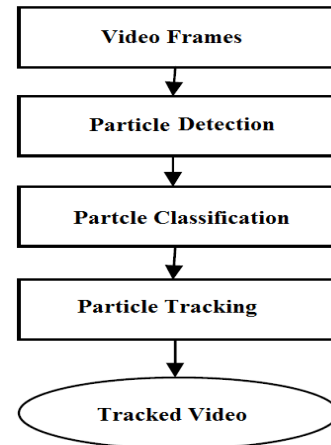 Video Frames
Particle Detection
Partcle Classification
Particle Tracking
Tracked Video